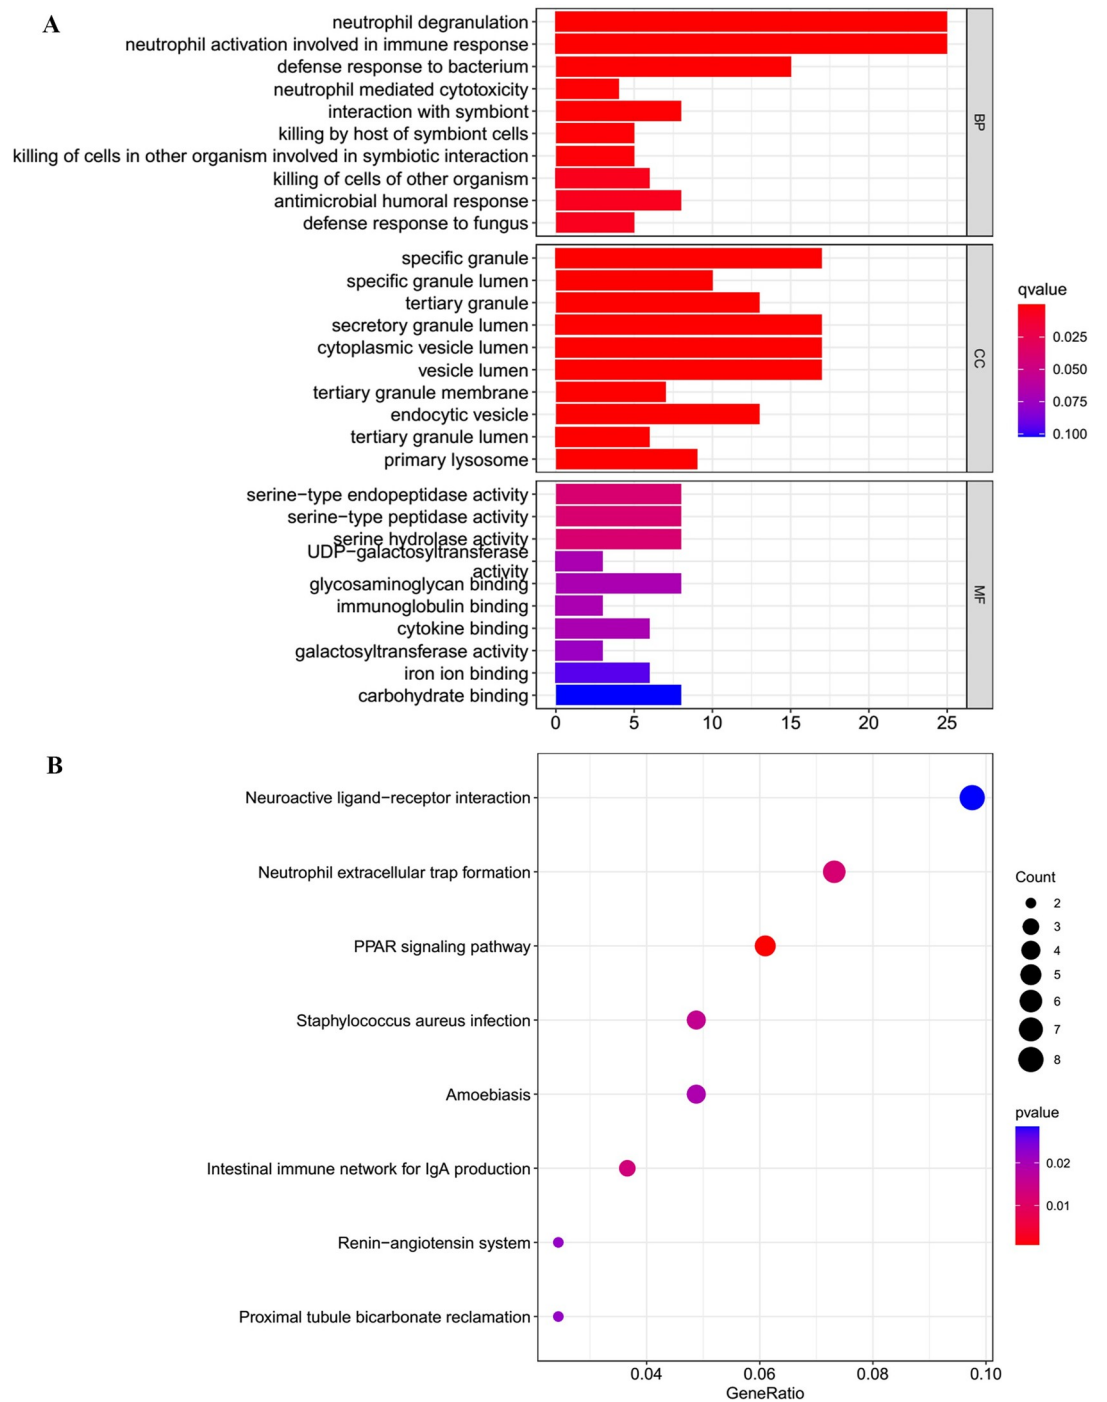 A
neutrophil degranulation
neutrophil activation involved in immune response
defense response to bacterium
neutrophil mediated cytotoxicity
interaction with symbiont
killing by host of symbiont cells
killing of cells in other organism involved in symbiotic interaction
killing of cells of other organism
antimicrobial humoral response
defense response to fungus
BP
specific granule
specific granule lumen
tertiary granule
secretory granule lumen
cytoplasmic vesicle lumen
vesicle lumen
tertiary granule membrane
endocytic vesicle
tertiary granule lumen
primary lysosome
CC
serine−type endopeptidase activity
serine−type peptidase activity
serine hydrolase activity
UDP−galactosyltransferase
activity
glycosaminoglycan binding
immunoglobulin binding
cytokine binding
galactosyltransferase activity
iron ion binding
carbohydrate binding
MF
0 5 10 15 20 25
qvalue
0.025
0.050
0.075
0.100
B
Neuroactive ligand−receptor interaction
Neutrophil extracellular trap formation
PPAR signaling pathway
Staphylococcus aureus infection
Amoebiasis
Intestinal immune network for IgA production
Renin−angiotensin system
Proximal tubule bicarbonate reclamation
0.04 0.06 0.08 0.10
GeneRatio
Count
2
3
4
5
6
7
8
pvalue
0.02
0.01